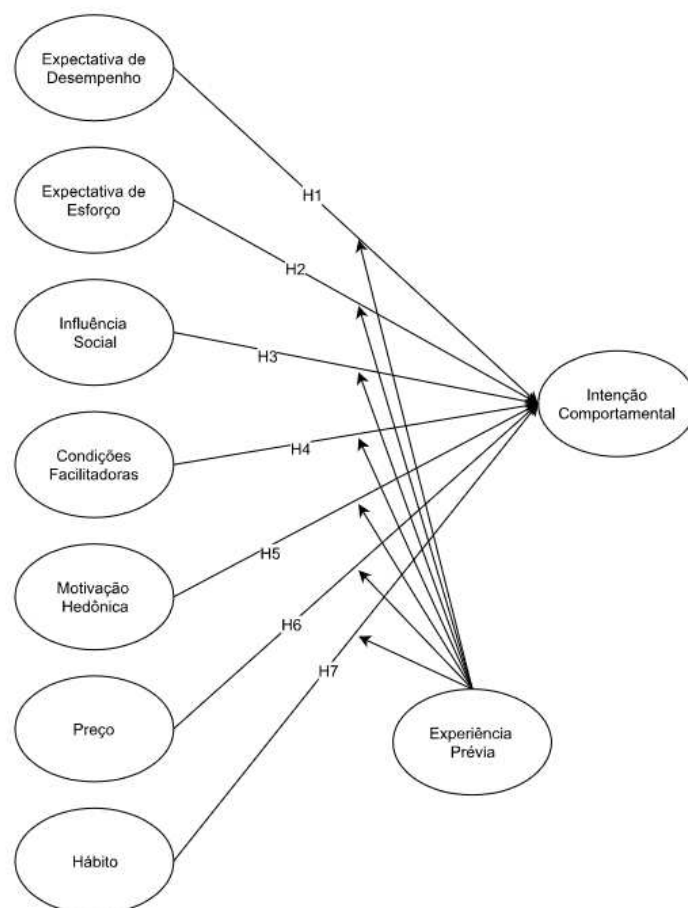 Expectativa de
Desempenho
H1
Expectativa de
Esforço
H2
Influência
Social
H3
Intenção
Comportamental
Condições
Facilitadoras
H4
Motivação
Hedônica
H5
H6
Preço
H7
Experiência
Prévia
Hábito